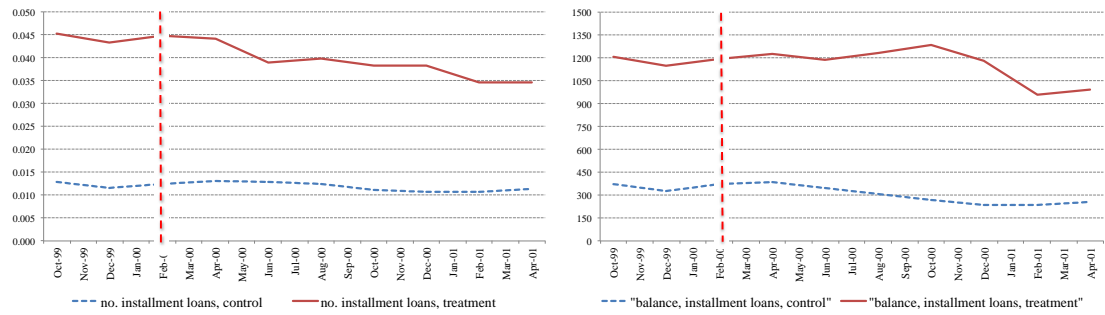 0.050
0.045
0.040
0.035
0.030
0.025
0.020
0.015
0.010
0.005
0.000
Oct-99
Nov-99
Dec-99
Jan-00
Feb-(
Mar-00
Apr-00
May-00
Jun-00
Jul-00
Aug-00
Sep-00
Oct-00
Nov-00
Dec-00
Jan-01
Feb-01
Mar-01
Apr-01
no. installment loans, control
no. installment loans, treatment
1500
1350
1200
1050
900
750
600
450
300
150
0
Oct-99
Nov-99
Dec-99
Jan-00
Feb-0(
Mar-00
Apr-00
May-00
Jun-00
Jul-00
Aug-00
Sep-00
Oct-00
Nov-00
Dec-00
Jan-01
Feb-01
Mar-01
Apr-01
"balance, installment loans, control"
"balance, installment loans, treatment"